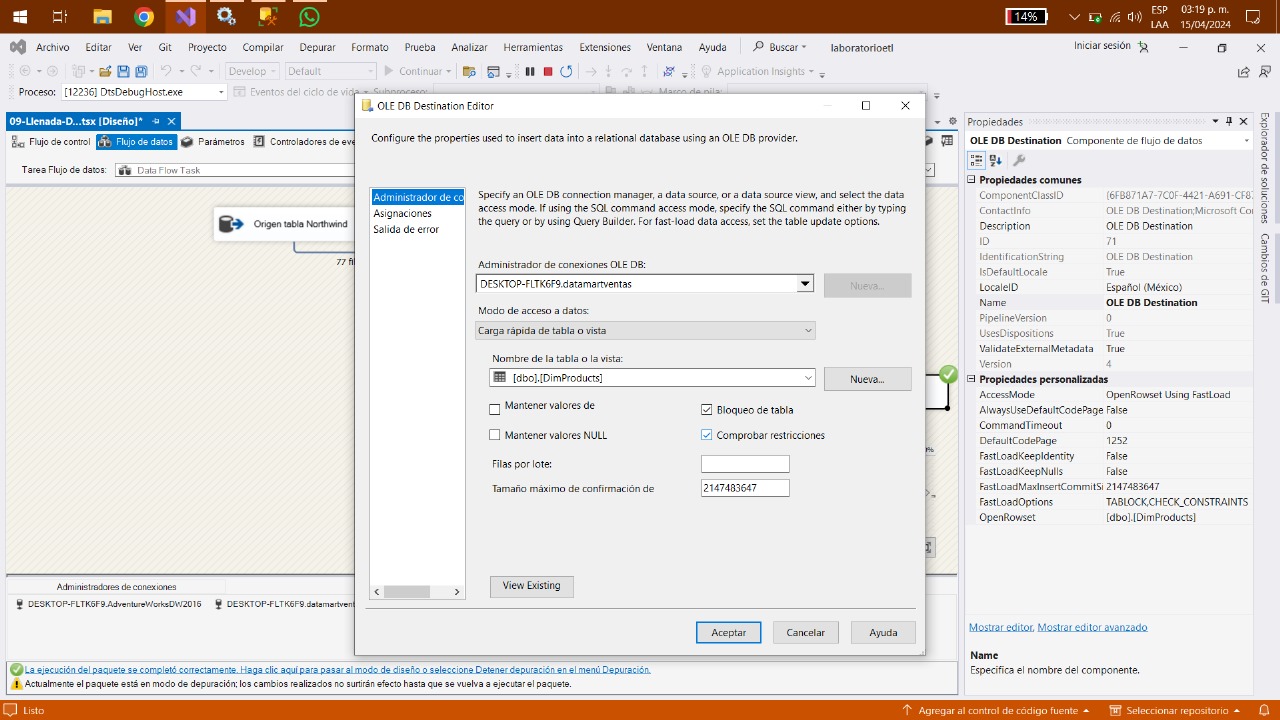 14%
ESP
LAA
03:19 p. m.
15/04/2024
Archivo Editar Ver Git Proyecto Compilar Depurar Formato Prueba Analizar Herramientas Extensiones Ventana Ayuda Buscar laboratorioetl Iniciar sesión
Develop Default Continuar Application Insights
Proceso: [12236] DtsDebugHost.exe Eventos del ciclo de vida Subproceso: Marco de pila:
09-Llenada-D...tsx [Diseño]*
Flujo de control Flujo de datos Parámetro Controladores de eve
Tarea Flujo de datos: Data Flow Task
Origen tabla Northwind
77 fi
OLE DB Destination Editor
Configure the properties used to insert data into a relational database using an OLE DB provider.
Administrador de co
Asignaciones
Salida de error
Specify an OLE DB connection manager, a data source, or a data source view, and select the data
access mode. If using the SQL command access mode, specify the SQL command either by typing
the query or by using Query Builder. For fast-load data access, set the table update options.
Administrador de conexiones OLE DB:
DESKTOP-FLTK6F9.datamartventas Nueva...
Modo de acceso a datos:
Carga rápida de tabla o vista
Nombre de la tabla o la vista:
[dbo].[DimProducts] Nueva...
Mantener valores de Bloqueo de tabla
Mantener valores NULL Comprobar restricciones
Filas por lote:
Tamaño máximo de confirmación de 2147483647
View Existing
Aceptar Cancelar Ayuda
Administradores de conexiones
DESKTOP-FLTK6F9.AdventureWorksDW2016 DESKTOP-FLTK6F9.datamartvent
La ejecución del paquete se completó correctamente. Haga clic aquí para pasar al modo de diseño o seleccione Detener depuración en el menú Depuración.
Actualmente el paquete está en modo de depuración; los cambios realizados no surtirán efecto hasta que se vuelva a ejecutar el paquete.
Propiedades
OLE DB Destination Componente de flujo de datos
Propiedades comunes
ComponentClassID {6FB871A7-7C0F-4421-A691-CF87
ContactInfo OLE DB Destination;Microsoft Cor
Description OLE DB Destination
ID 71
IdentificationString OLE DB Destination
IsDefaultLocale True
LocaleID Español (México)
Name OLE DB Destination
PipelineVersion 0
UsesDispositions True
ValidateExternalMetadata True
Version 4
Propiedades personalizadas
AccessMode OpenRowset Using FastLoad
AlwaysUseDefaultCodePage False
CommandTimeout 0
DefaultCodePage 1252
FastLoadKeepIdentity False
FastLoadKeepNulls False
FastLoadMaxInsertCommitSi 2147483647
FastLoadOptions TABLOCK,CHECK_CONSTRAINTS
OpenRowset [dbo].[DimProducts]
Mostrar editor, Mostrar editor avanzado
Name
Especifica el nombre del componente.
Explorador de soluciones
Cambios de GIT
Listo Agregar al control de código fuente Seleccionar repositorio